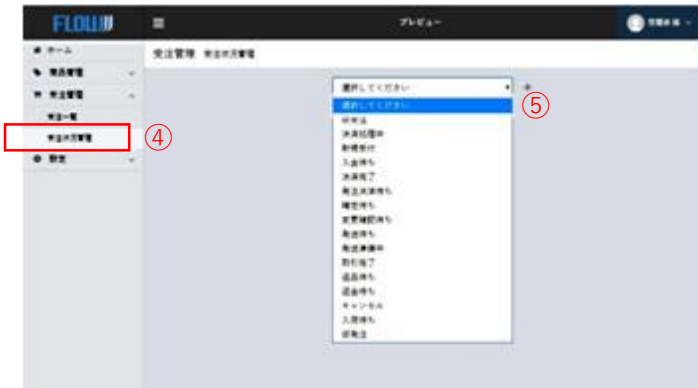 FLOW
プレビュー
ホーム
商品管理
受注管理
受注一覧
受注状況管理
④
設定
受注管理 受注状況管理
選択してください
⑤
選択してください
仮受注
決済処理中
新規受付
入金待ち
決済完了
発注決済待ち
確定待ち
変更確認待ち
発送待ち
発送準備中
取引完了
返品待ち
返金待ち
キャンセル
入荷待ち
仮発注